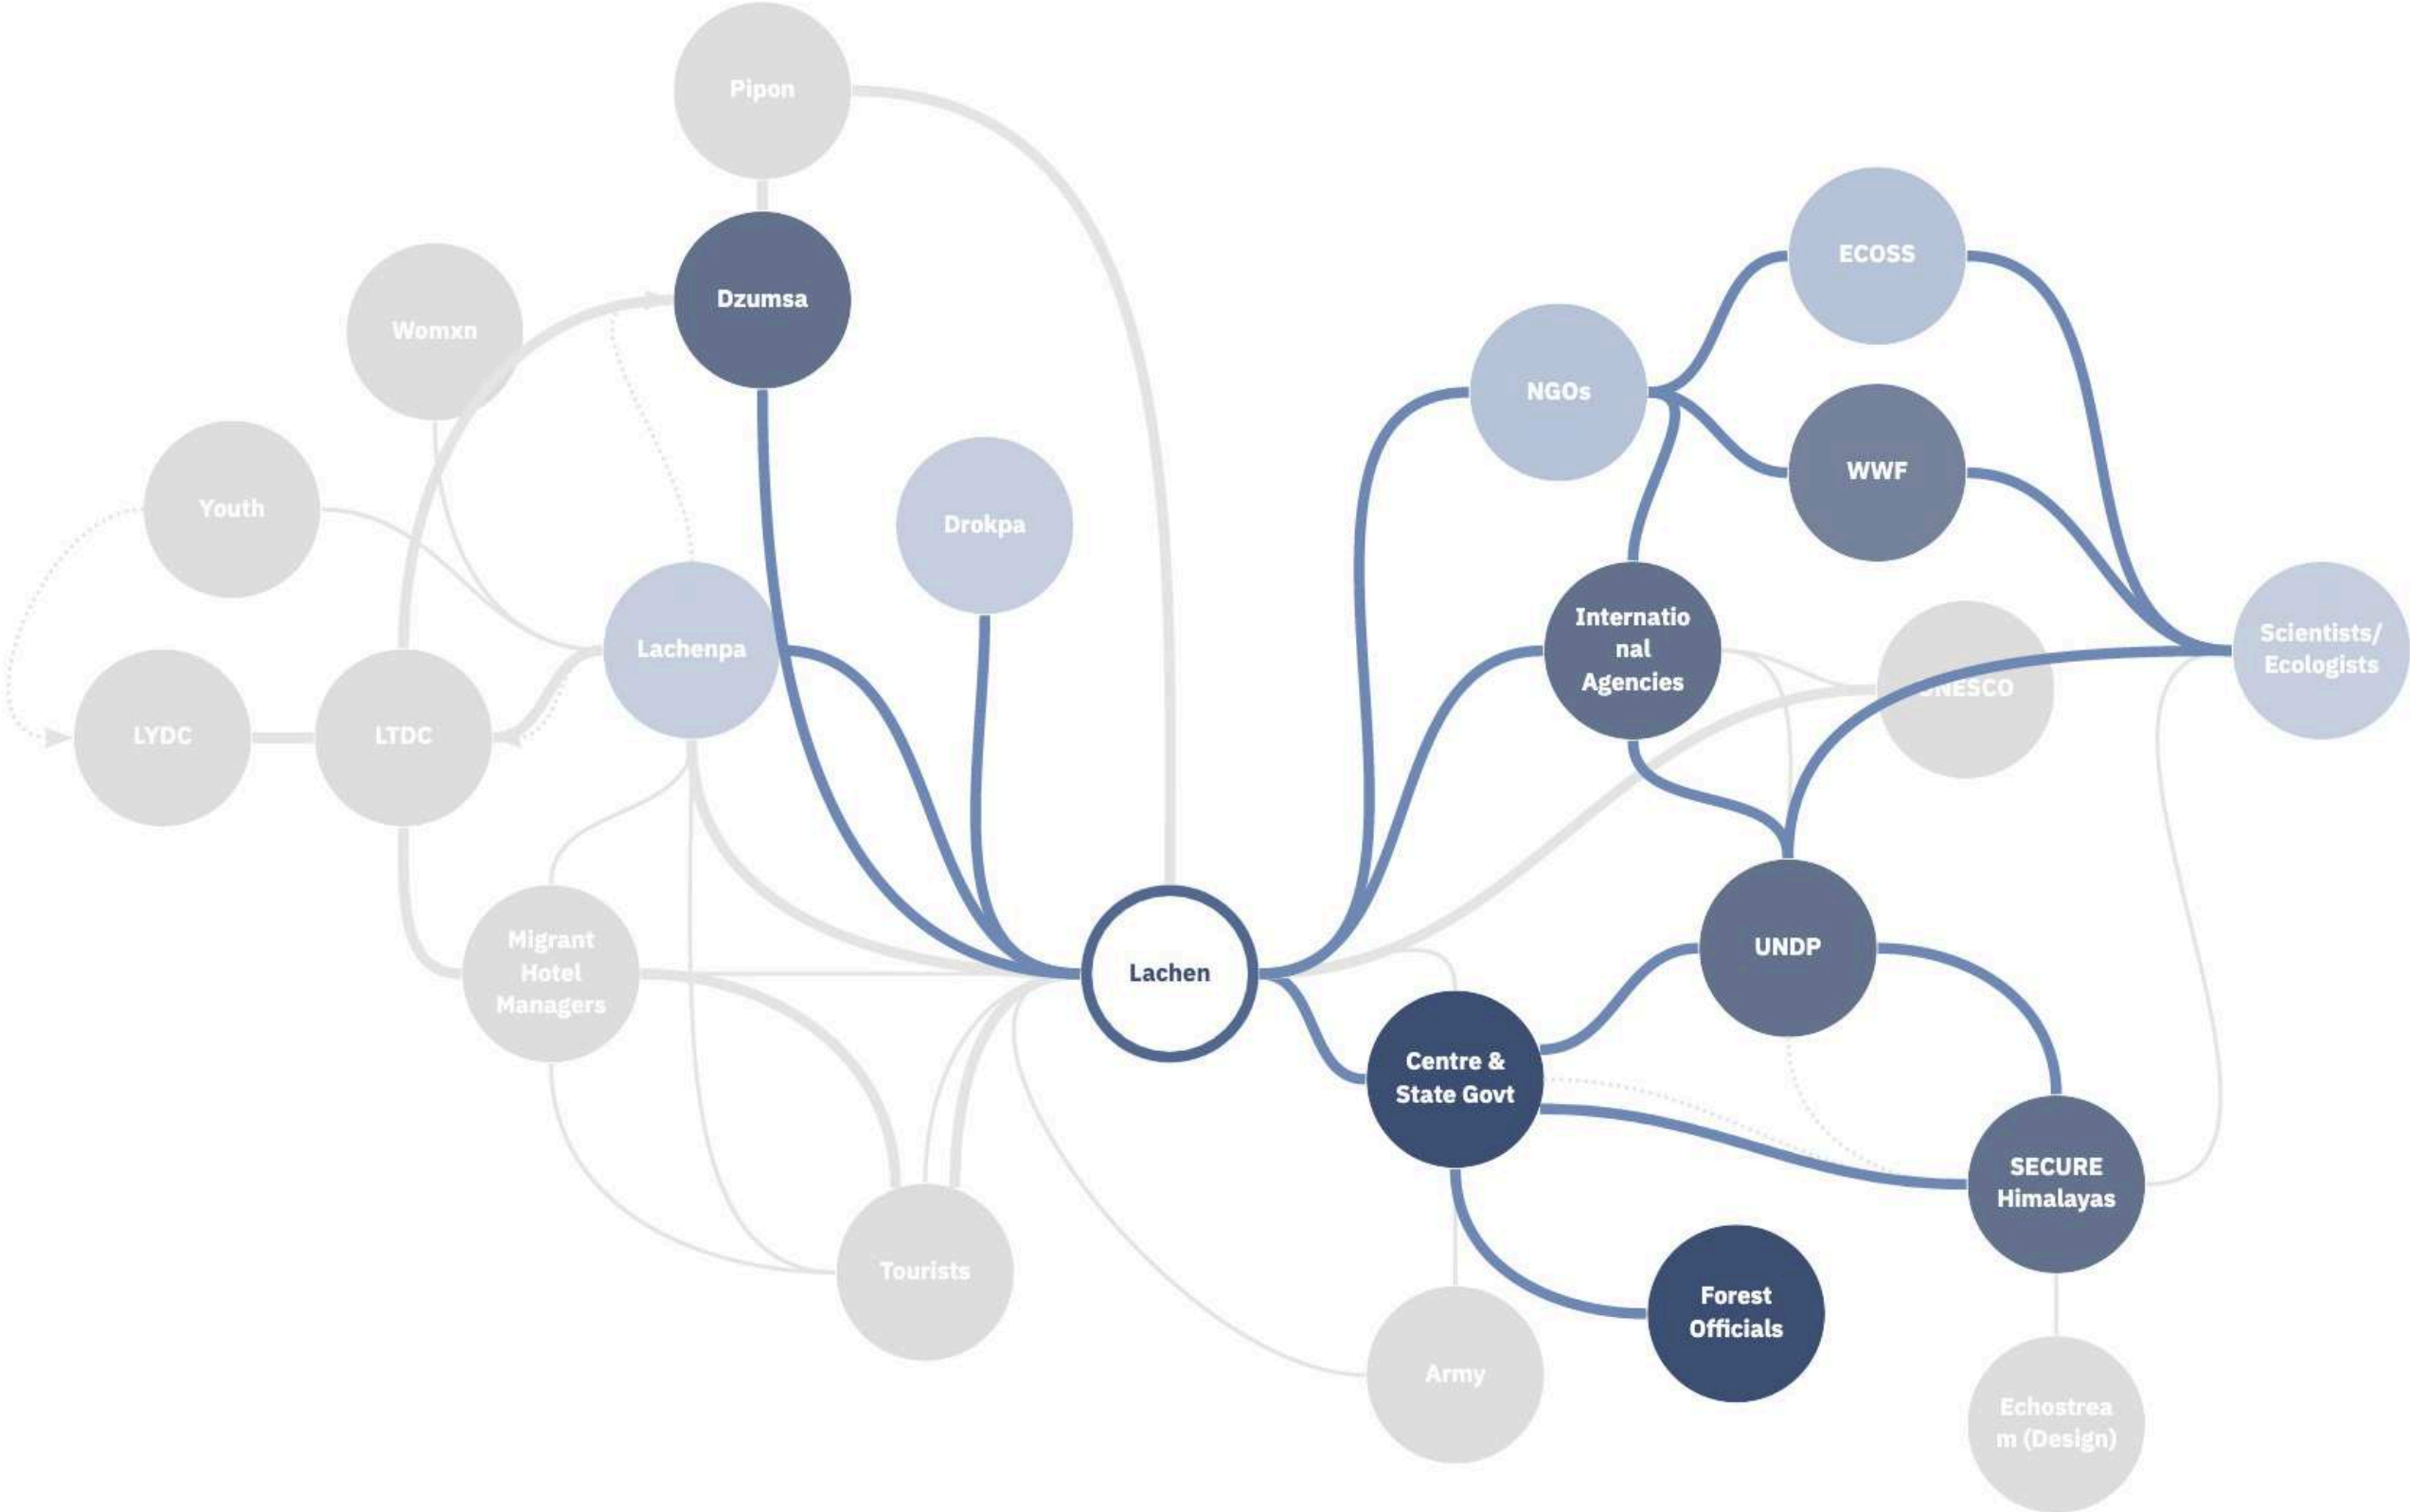 Pipon
Dzumsa
Womxn
Youth
Drokpa
Lachenpa
LYDC
LTDC
Migrant
Hotel
Managers
Lachen
Tourists
ECOSS
NGOs
WWF
Internatio
nal
Agencies
UNESCO
Scientists/
Ecologists
UNDP
Centre &
State Govt
SECURE
Himalayas
Forest
Officials
Army
Echostrea
m (Design)